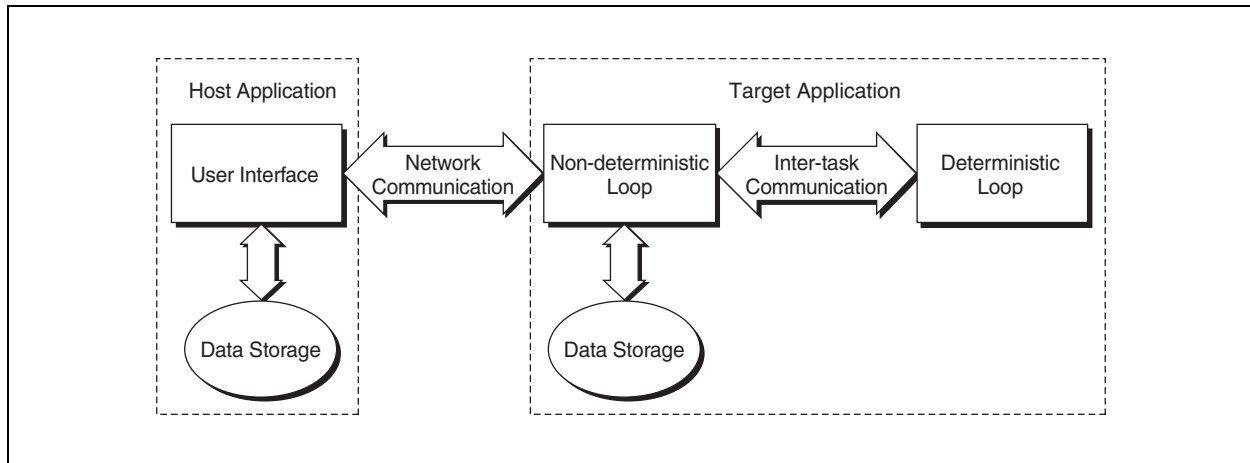 Host Application
Target Application
User Interface
Network
Communication
Non-deterministic
Loop
Inter-task
Communication
Deterministic
Loop
Data Storage
Data Storage